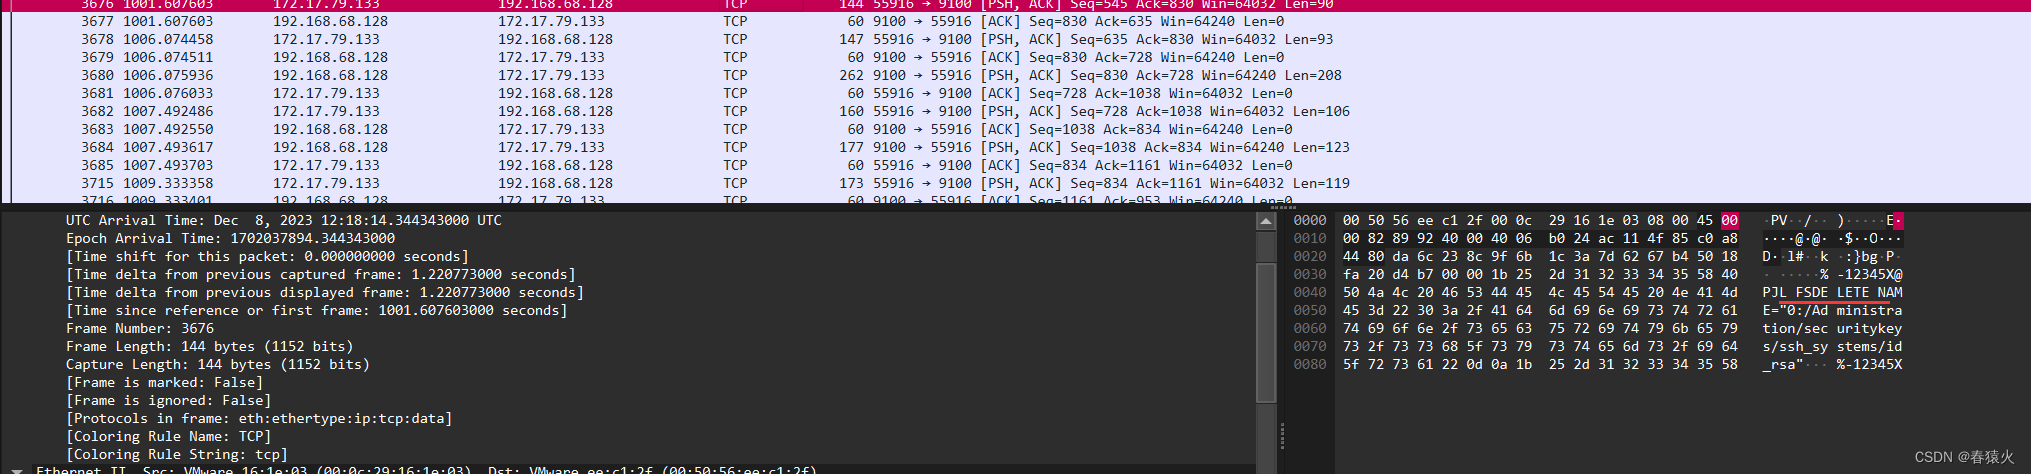 3676 1001.607603 172.17.79.133 192.168.68.128 TCP 144 55916 → 9100 [PSH, ACK] Seq=545 Ack=830 Win=64032 Len=90
3677 1001.607603 192.168.68.128 172.17.79.133 TCP 60 9100 → 55916 [ACK] Seq=830 Ack=635 Win=64240 Len=0
3678 1006.074458 172.17.79.133 192.168.68.128 TCP 147 55916 → 9100 [PSH, ACK] Seq=635 Ack=830 Win=64032 Len=93
3679 1006.074511 192.168.68.128 172.17.79.133 TCP 60 9100 → 55916 [ACK] Seq=830 Ack=728 Win=64240 Len=0
3680 1006.075936 192.168.68.128 172.17.79.133 TCP 262 9100 → 55916 [PSH, ACK] Seq=830 Ack=728 Win=64240 Len=208
3681 1006.076033 172.17.79.133 192.168.68.128 TCP 60 55916 → 9100 [ACK] Seq=728 Ack=1038 Win=64032 Len=0
3682 1007.492486 172.17.79.133 192.168.68.128 TCP 160 55916 → 9100 [PSH, ACK] Seq=728 Ack=1038 Win=64032 Len=106
3683 1007.492550 192.168.68.128 172.17.79.133 TCP 60 9100 → 55916 [ACK] Seq=1038 Ack=834 Win=64240 Len=0
3684 1007.493617 192.168.68.128 172.17.79.133 TCP 177 9100 → 55916 [PSH, ACK] Seq=1038 Ack=834 Win=64240 Len=123
3685 1007.493703 172.17.79.133 192.168.68.128 TCP 60 55916 → 9100 [ACK] Seq=834 Ack=1161 Win=64032 Len=0
3715 1009.333358 172.17.79.133 192.168.68.128 TCP 173 55916 → 9100 [PSH, ACK] Seq=834 Ack=1161 Win=64032 Len=119
3716 1009.333401 192.168.68.128 172.17.79.133 TCP 60 9100 → 55916 [ACK] Seq=1161 Ack=953 Win=64240 Len=0
UTC Arrival Time: Dec  8, 2023 12:18:14.344343000 UTC
Epoch Arrival Time: 1702037894.344343000
[Time shift for this packet: 0.000000000 seconds]
[Time delta from previous captured frame: 1.220773000 seconds]
[Time delta from previous displayed frame: 1.220773000 seconds]
[Time since reference or first frame: 1001.607603000 seconds]
Frame Number: 3676
Frame Length: 144 bytes (1152 bits)
Capture Length: 144 bytes (1152 bits)
[Frame is marked: False]
[Frame is ignored: False]
[Protocols in frame: eth:ethertype:ip:tcp:data]
[Coloring Rule Name: TCP]
[Coloring Rule String: tcp]
Ethernet II, Src: VMware_16:1e:03 (00:0c:29:16:1e:03), Dst: VMware_ee:c1:2f (00:50:56:ee:c1:2f)
0000 00 50 56 ee c1 2f 00 0c 29 16 1e 03 08 00 45 00 ·PV··/·· )·····E·
0010 00 82 89 92 40 00 40 06 b0 24 ac 11 4f 85 c0 a8 ····@·@· ·$··O···
0020 44 80 da 6c 23 8c 9f 6b 1c 3a 7d 62 67 b4 50 18 D··l#··k ·:}bg·P·
0030 fa 20 d4 b7 00 00 1b 25 2d 31 32 33 34 35 58 40 · ·····% -12345X@
0040 50 4a 4c 20 46 53 44 45 4c 45 54 45 20 4e 41 4d PJL FSDE LETE NAM
0050 45 3d 22 30 3a 2f 41 64 6d 69 6e 69 73 74 72 61 E="0:/Ad ministra
0060 74 69 6f 6e 2f 73 65 63 75 72 69 74 79 6b 65 79 tion/sec uritykey
0070 73 2f 73 73 68 5f 73 79 73 74 65 6d 73 2f 69 64 s/ssh_sy stems/id
0080 5f 72 73 61 22 0d 0a 1b 25 2d 31 32 33 34 35 58 _rsa"··· %-12345X
CSDN @春猿火